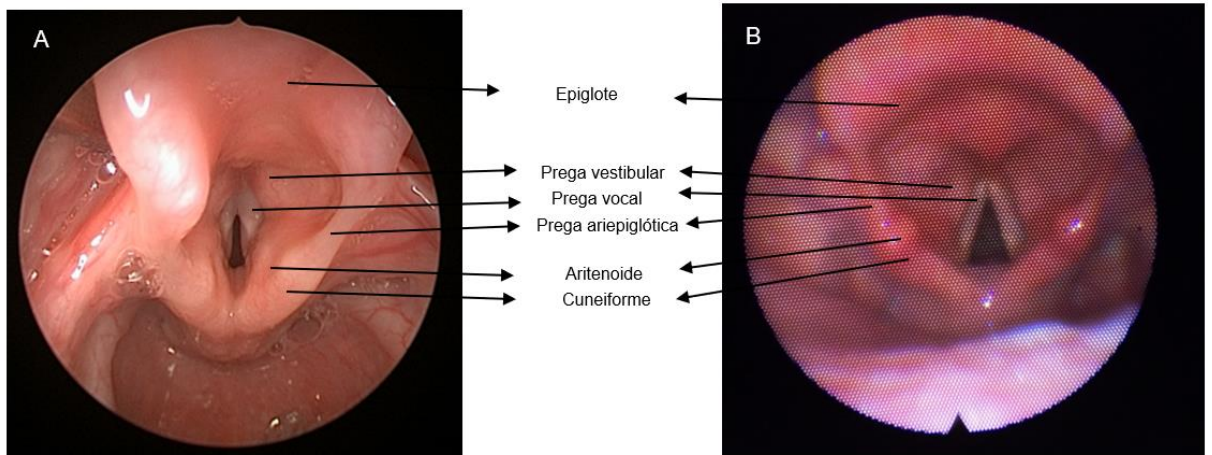 A
B
Epiglote
Prega vestibular
Prega vocal
Prega ariepiglótica
Aritenoide
Cuneiforme